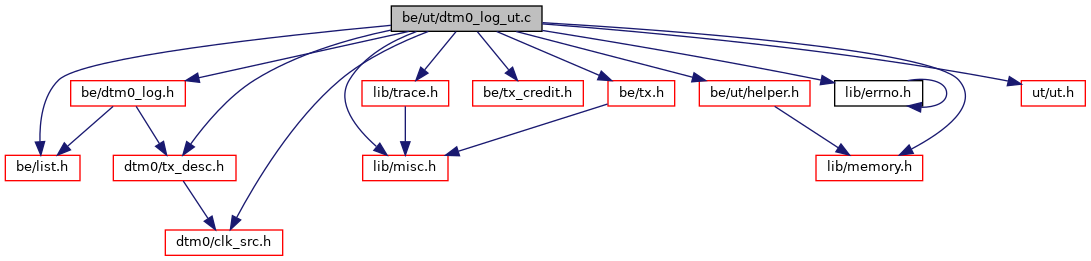 be/ut/dtm0_log_ut.c
be/dtm0_log.h
lib/trace.h
be/tx_credit.h
be/tx.h
be/ut/helper.h
lib/errno.h
ut/ut.h
be/list.h
dtm0/tx_desc.h
lib/misc.h
lib/memory.h
dtm0/clk_src.h